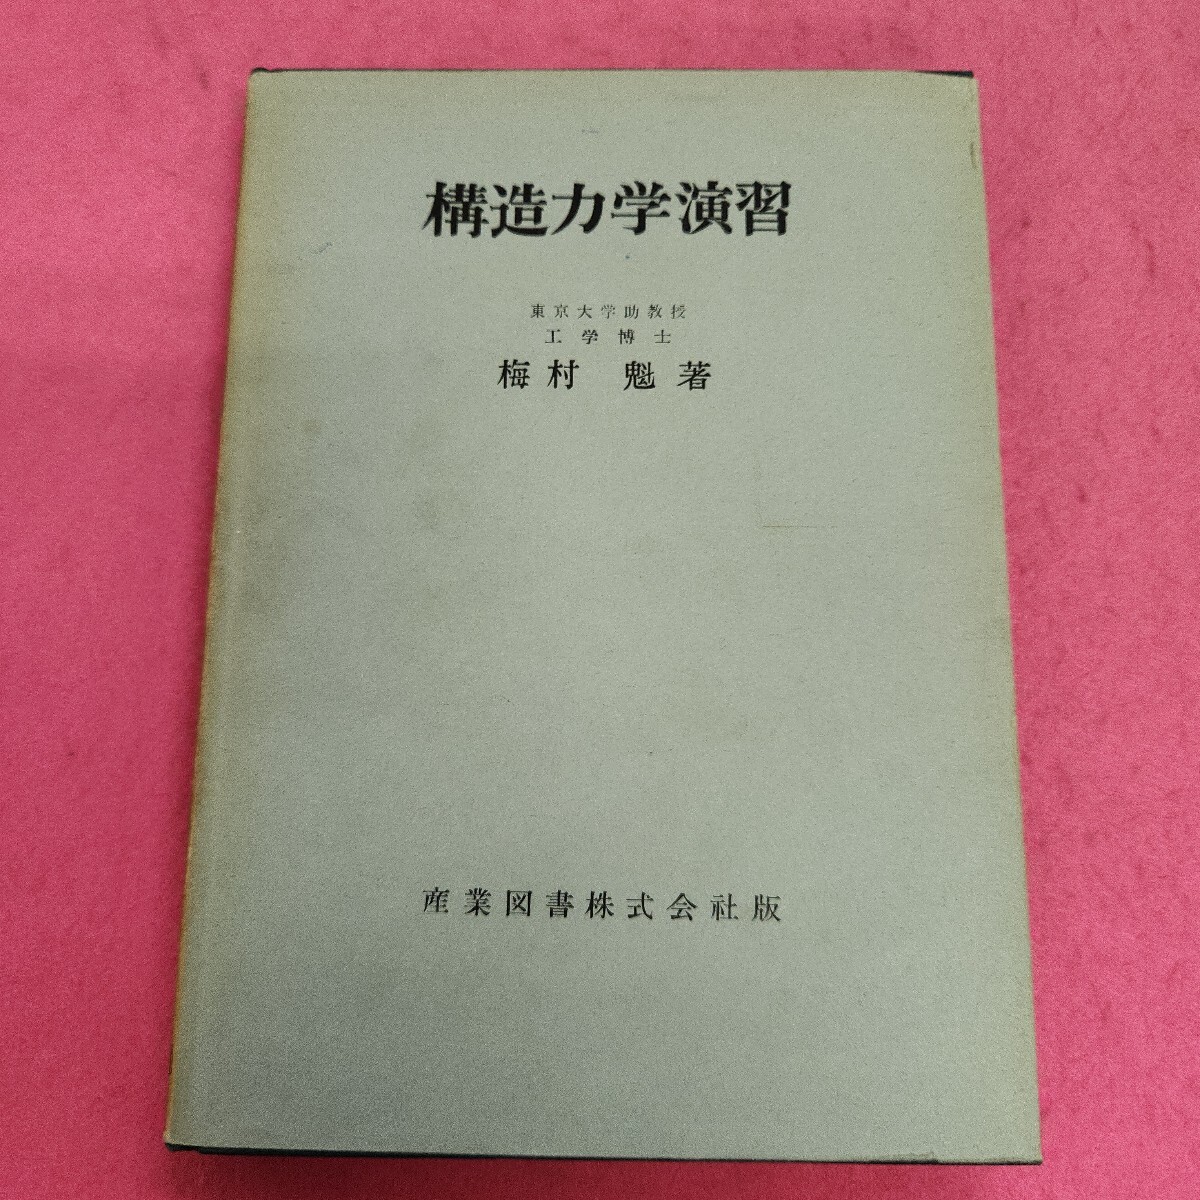 構造力学演習
東京大学助教授
工学博士
梅村 魁 著
産業図書株式会社版